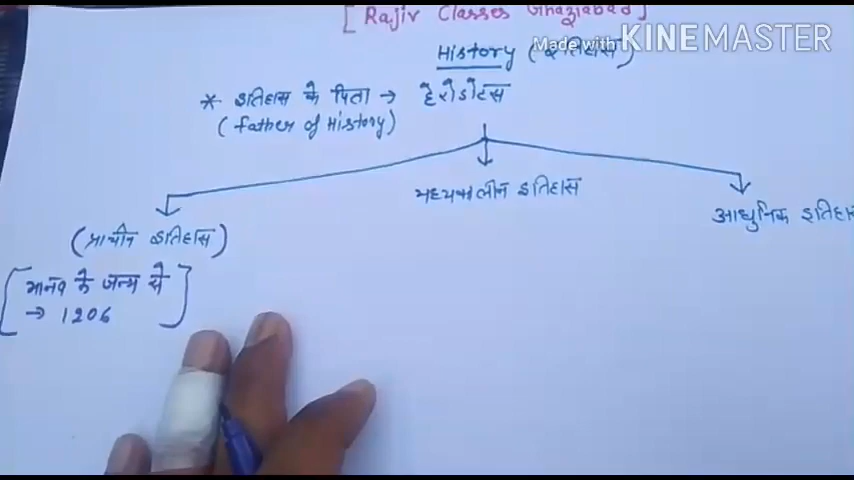 [ Rajiv Classes Ghaziabad ]
History (इतिहास)
Made with KINEMASTER
* इतिहास के पिता → हेरोडोटस
(father of History)
मध्यकालीन इतिहास
आधुनिक इतिहास
(प्राचीन इतिहास)
[मानव के जन्म से
→ 1206 ]